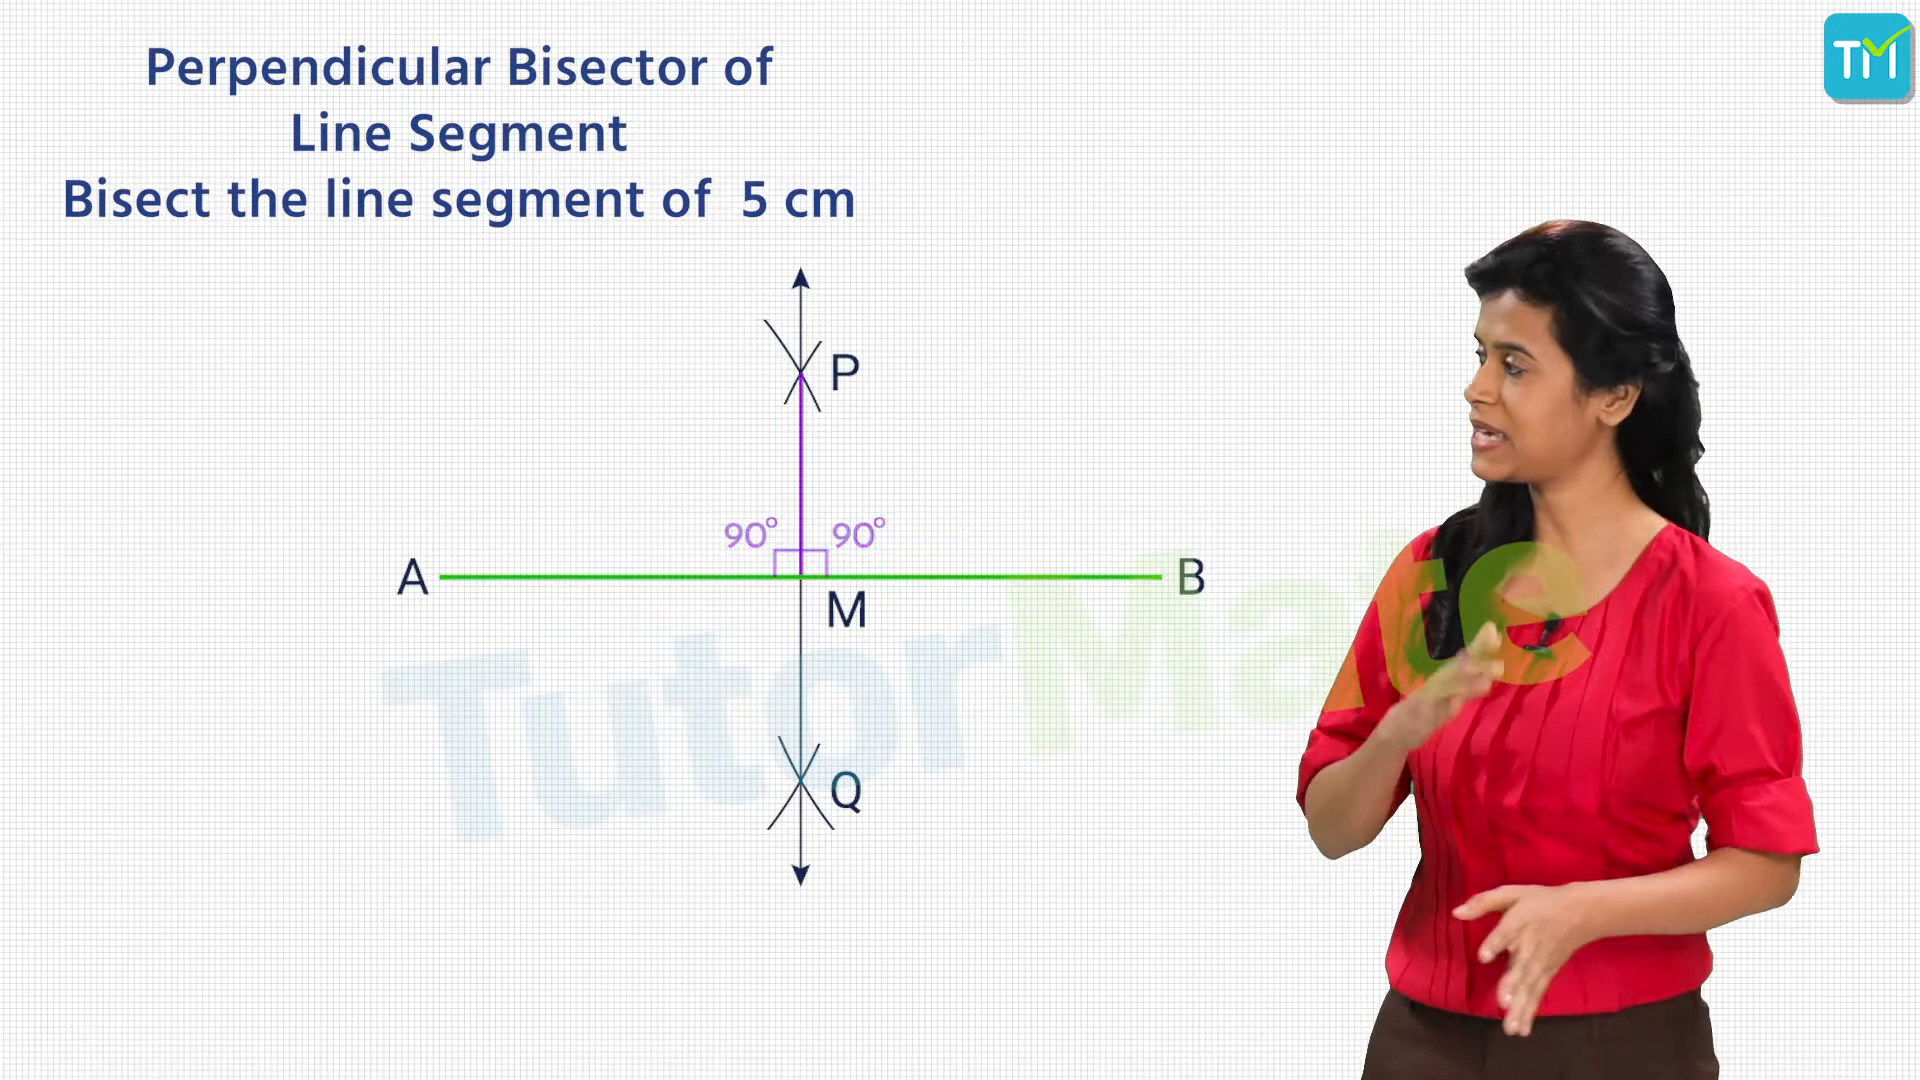 Perpendicular Bisector of
Line Segment
Bisect the line segment of 5 cm
TM
P
90° 90°
A B
M
TutorMate
Q